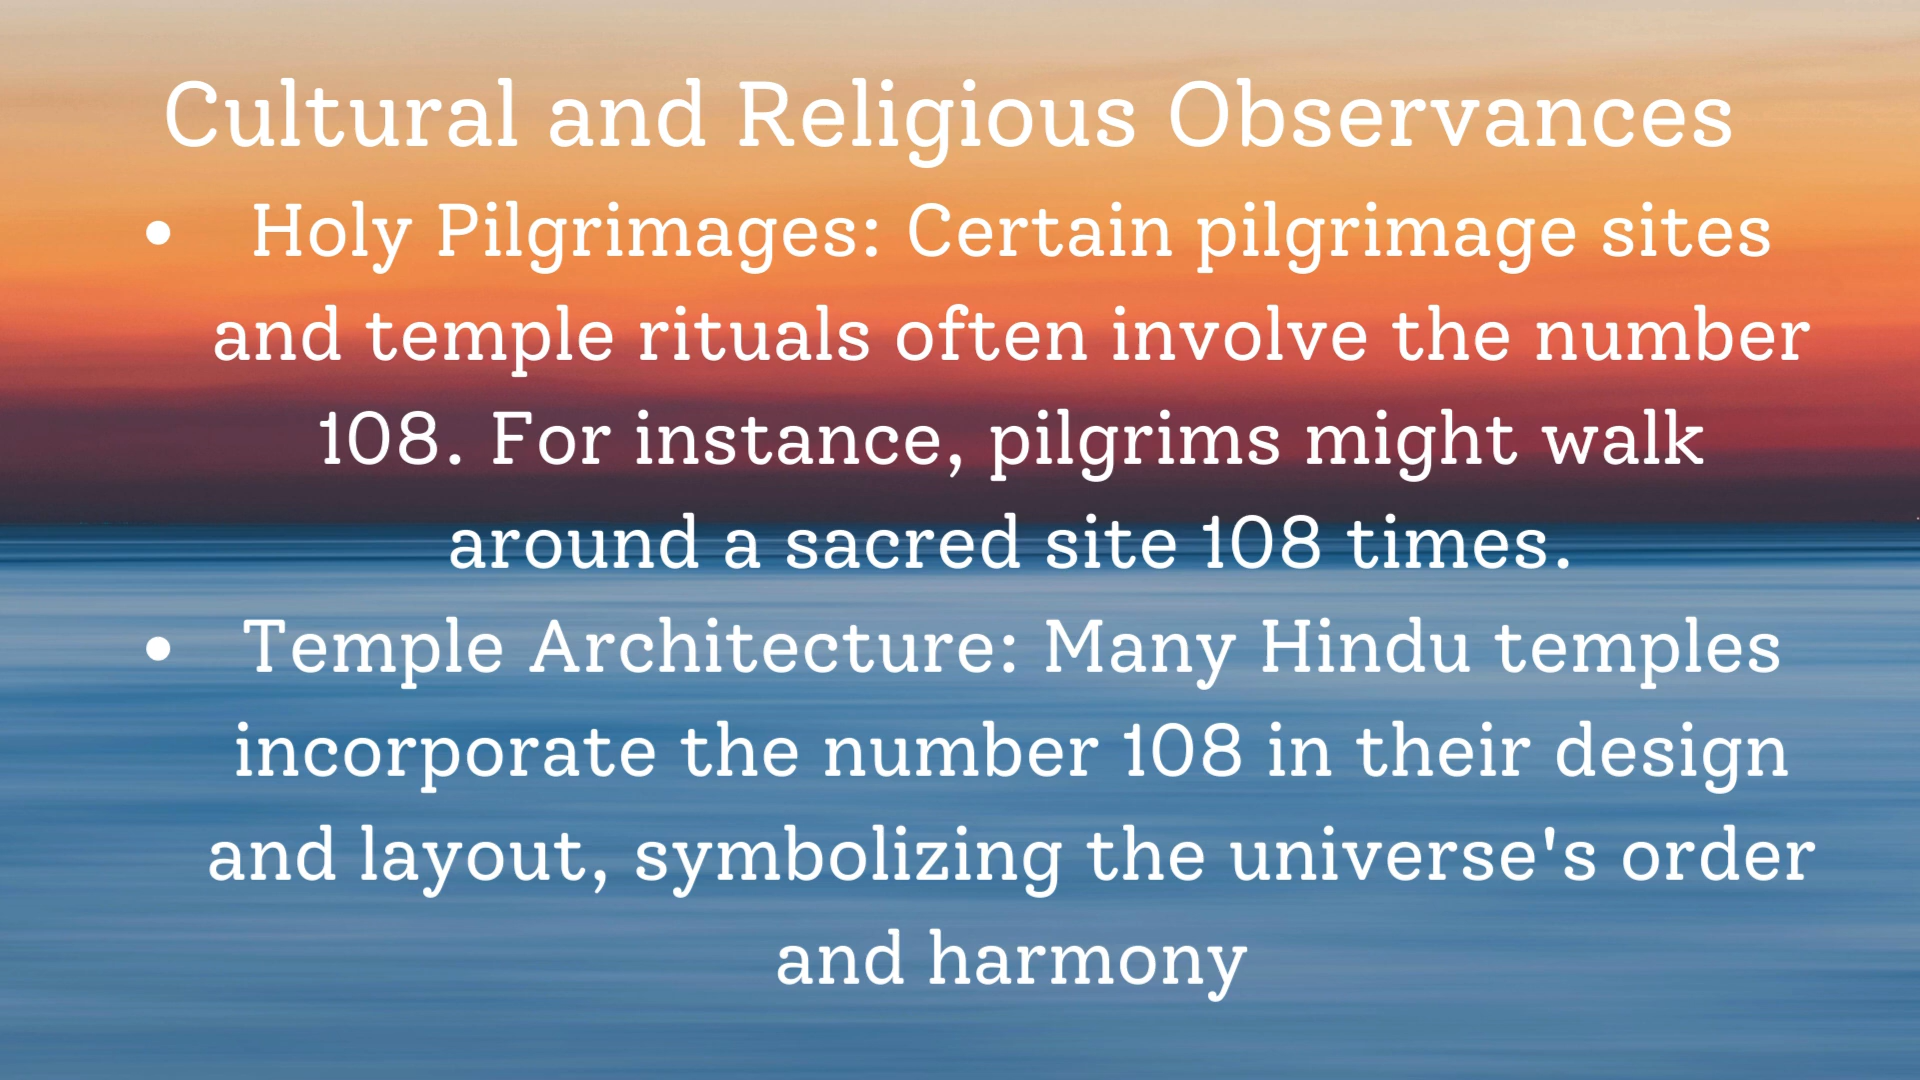 Cultural and Religious Observances
• Holy Pilgrimages: Certain pilgrimage sites
and temple rituals often involve the number
108. For instance, pilgrims might walk
around a sacred site 108 times.
• Temple Architecture: Many Hindu temples
incorporate the number 108 in their design
and layout, symbolizing the universe's order
and harmony